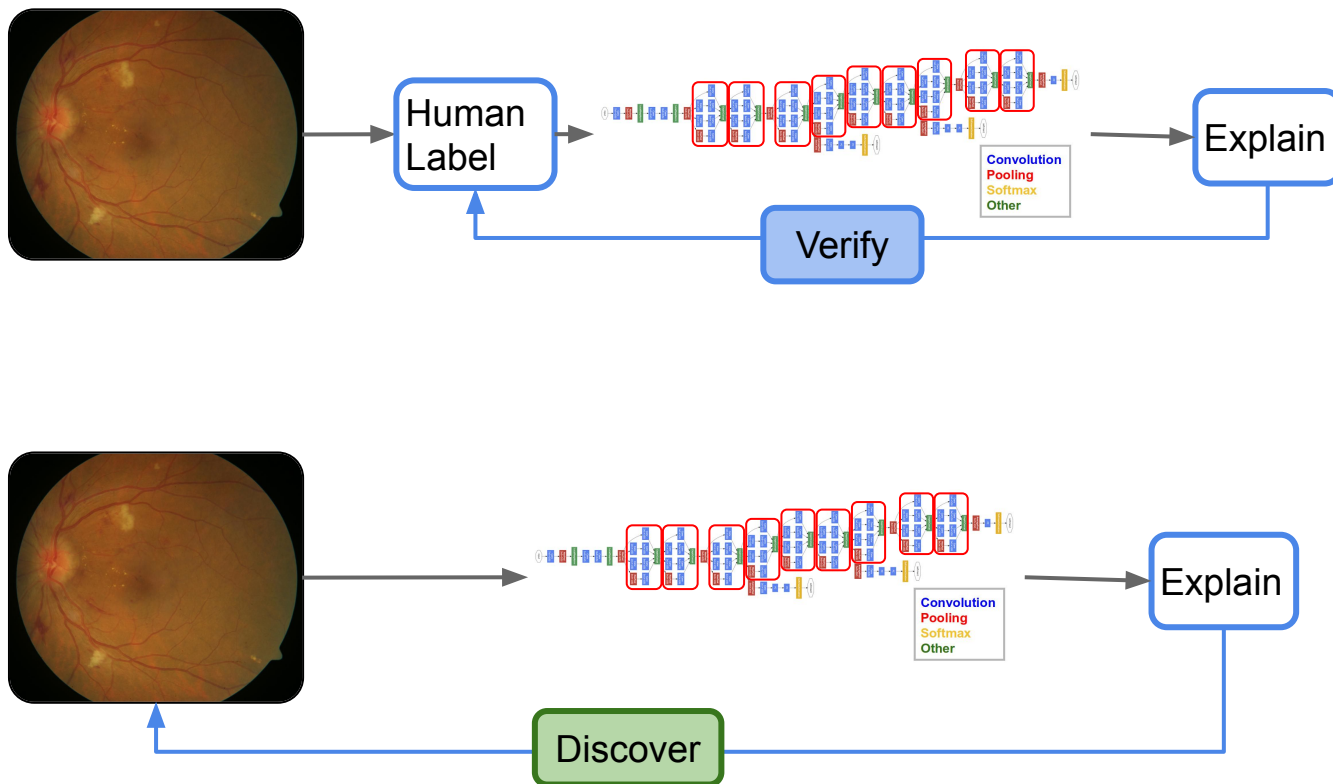 Human
Label
Convolution
Pooling
Softmax
Other
Explain
Verify
Convolution
Pooling
Softmax
Other
Explain
Discover